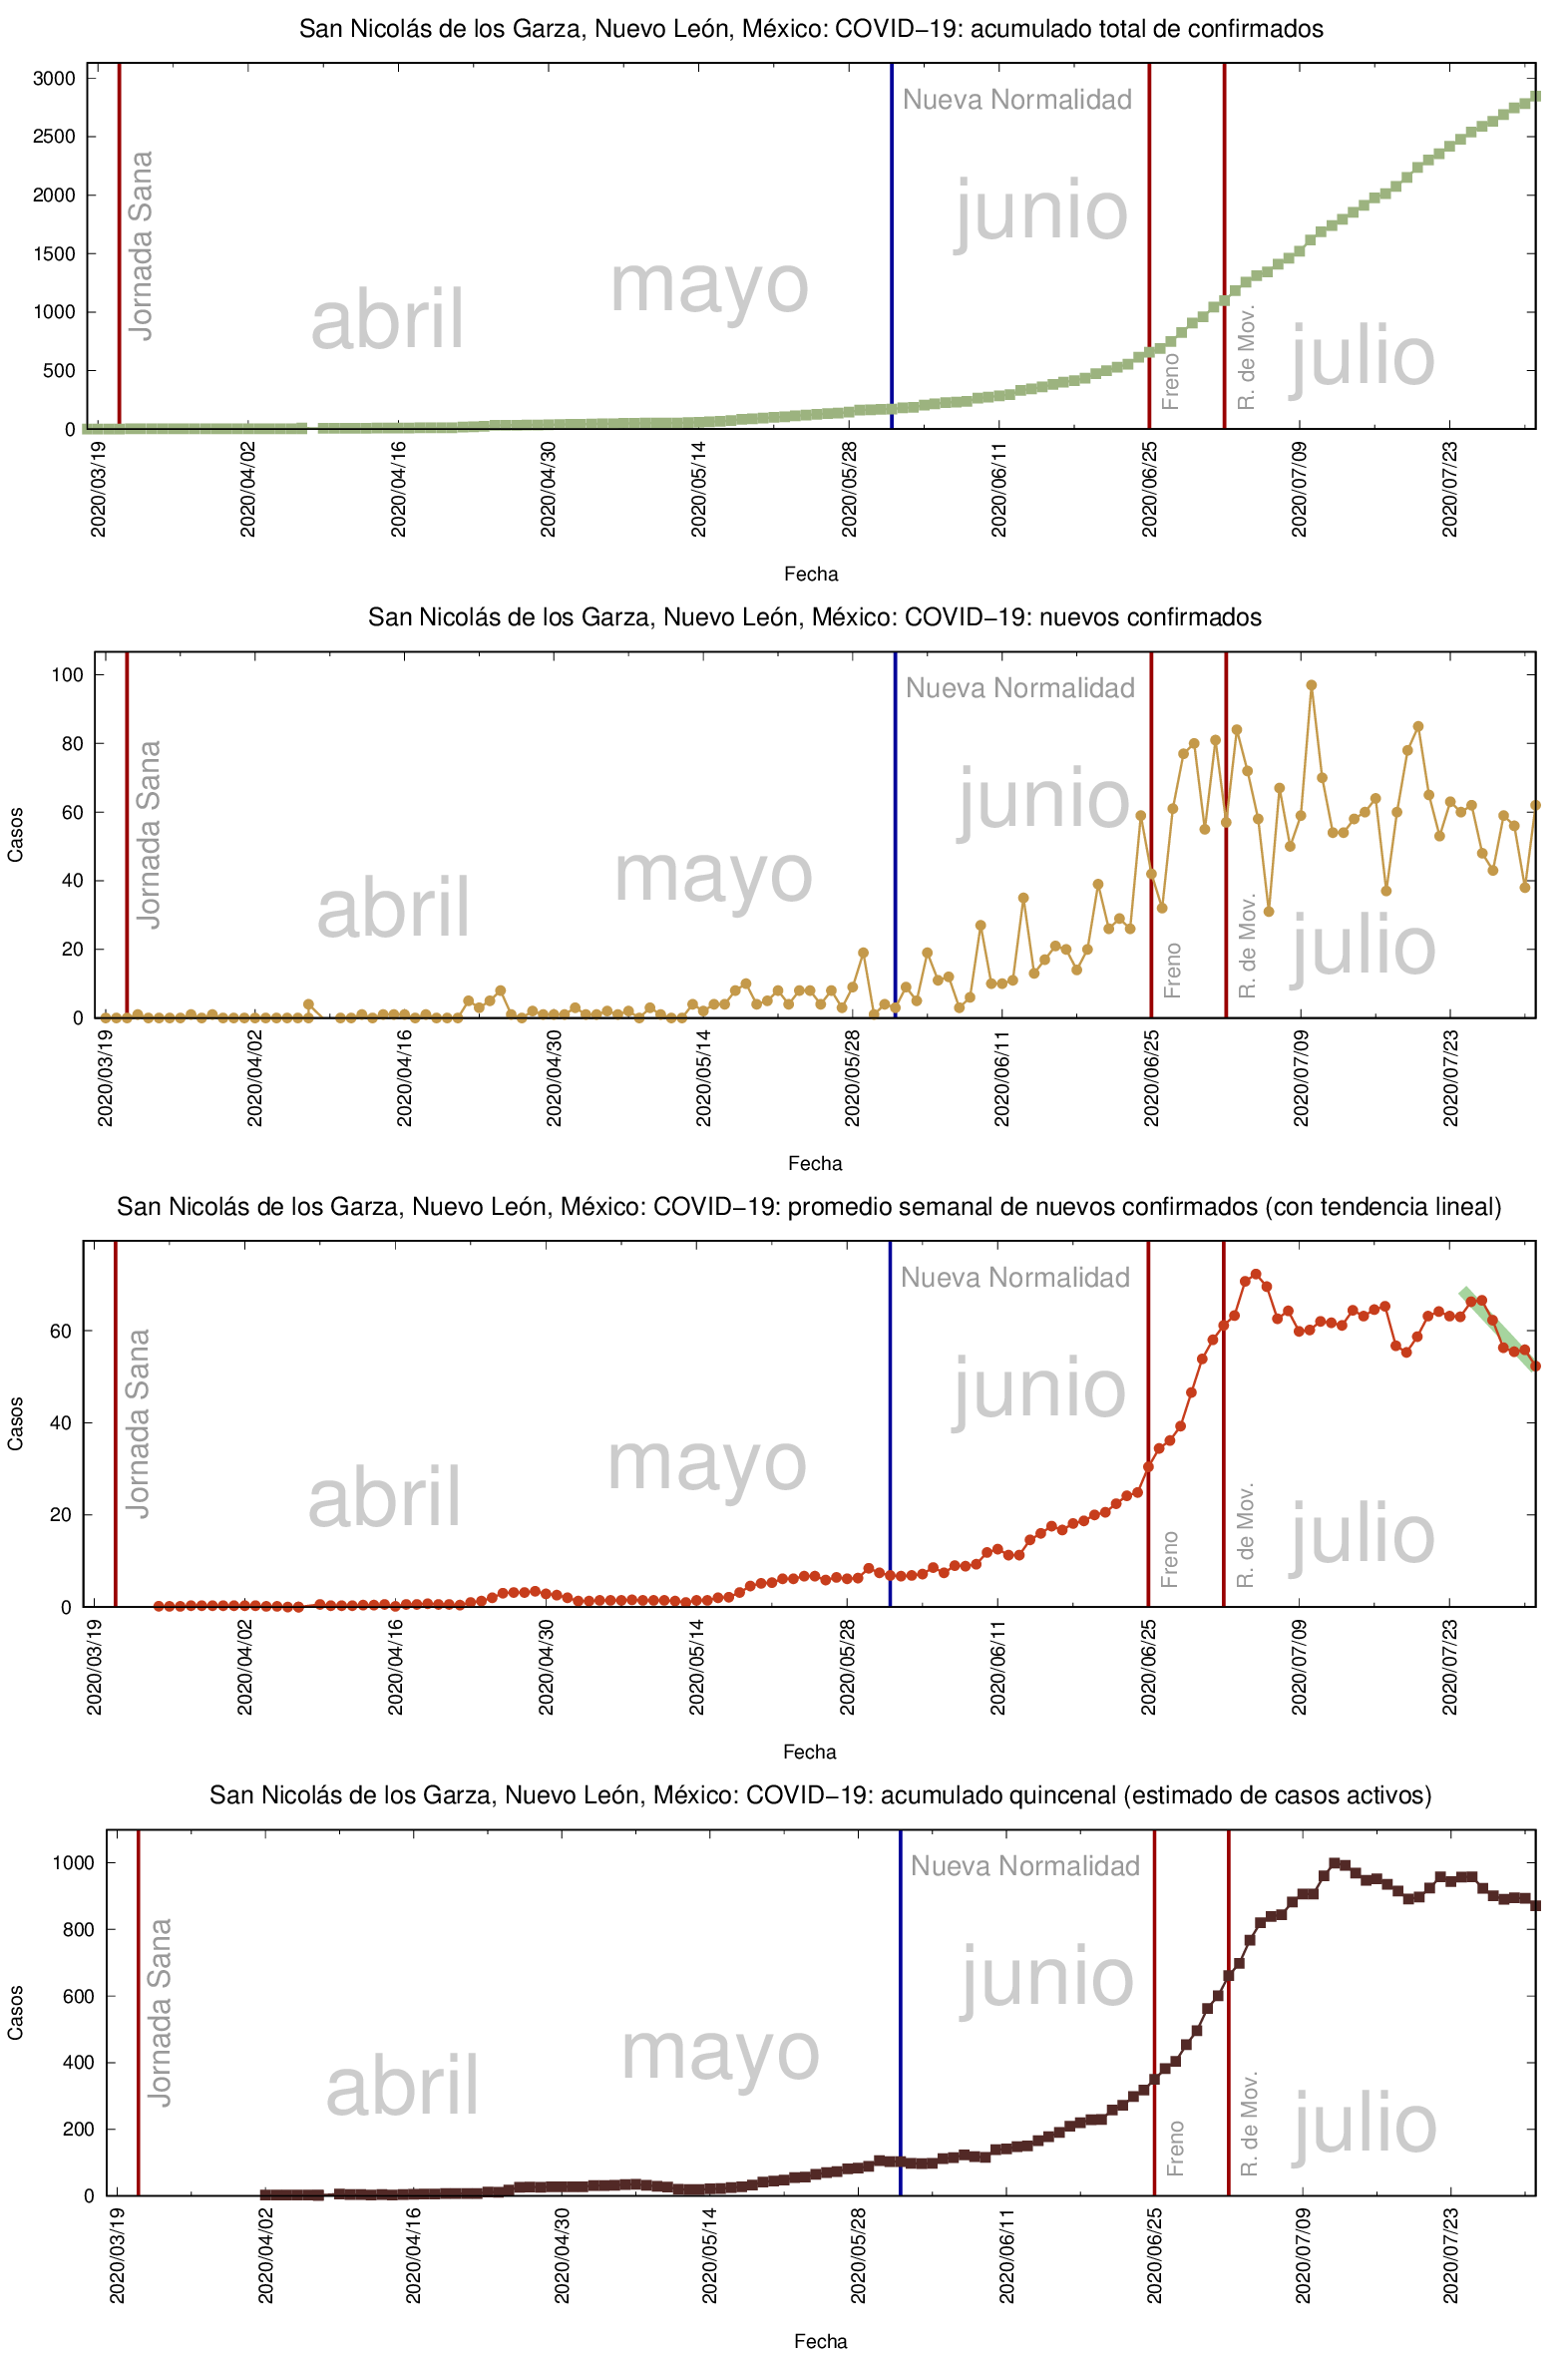 San Nicolás de los Garza, Nuevo León, México: COVID−19: acumulado total de confirmados
3000
2500
2000
1500
1000
500
0
Jornada Sana
abril
mayo
Nueva Normalidad
junio
Freno
R. de Mov.
julio
2020/03/19
2020/04/02
2020/04/16
2020/04/30
2020/05/14
2020/05/28
2020/06/11
2020/06/25
2020/07/09
2020/07/23
Fecha
San Nicolás de los Garza, Nuevo León, México: COVID−19: nuevos confirmados
Casos
100
80
60
40
20
0
Jornada Sana
abril
mayo
Nueva Normalidad
junio
Freno
R. de Mov.
julio
2020/03/19
2020/04/02
2020/04/16
2020/04/30
2020/05/14
2020/05/28
2020/06/11
2020/06/25
2020/07/09
2020/07/23
Fecha
San Nicolás de los Garza, Nuevo León, México: COVID−19: promedio semanal de nuevos confirmados (con tendencia lineal)
Casos
60
40
20
0
Jornada Sana
abril
mayo
Nueva Normalidad
junio
Freno
R. de Mov.
julio
2020/03/19
2020/04/02
2020/04/16
2020/04/30
2020/05/14
2020/05/28
2020/06/11
2020/06/25
2020/07/09
2020/07/23
Fecha
San Nicolás de los Garza, Nuevo León, México: COVID−19: acumulado quincenal (estimado de casos activos)
Casos
1000
800
600
400
200
0
Jornada Sana
abril
mayo
Nueva Normalidad
junio
Freno
R. de Mov.
julio
2020/03/19
2020/04/02
2020/04/16
2020/04/30
2020/05/14
2020/05/28
2020/06/11
2020/06/25
2020/07/09
2020/07/23
Fecha